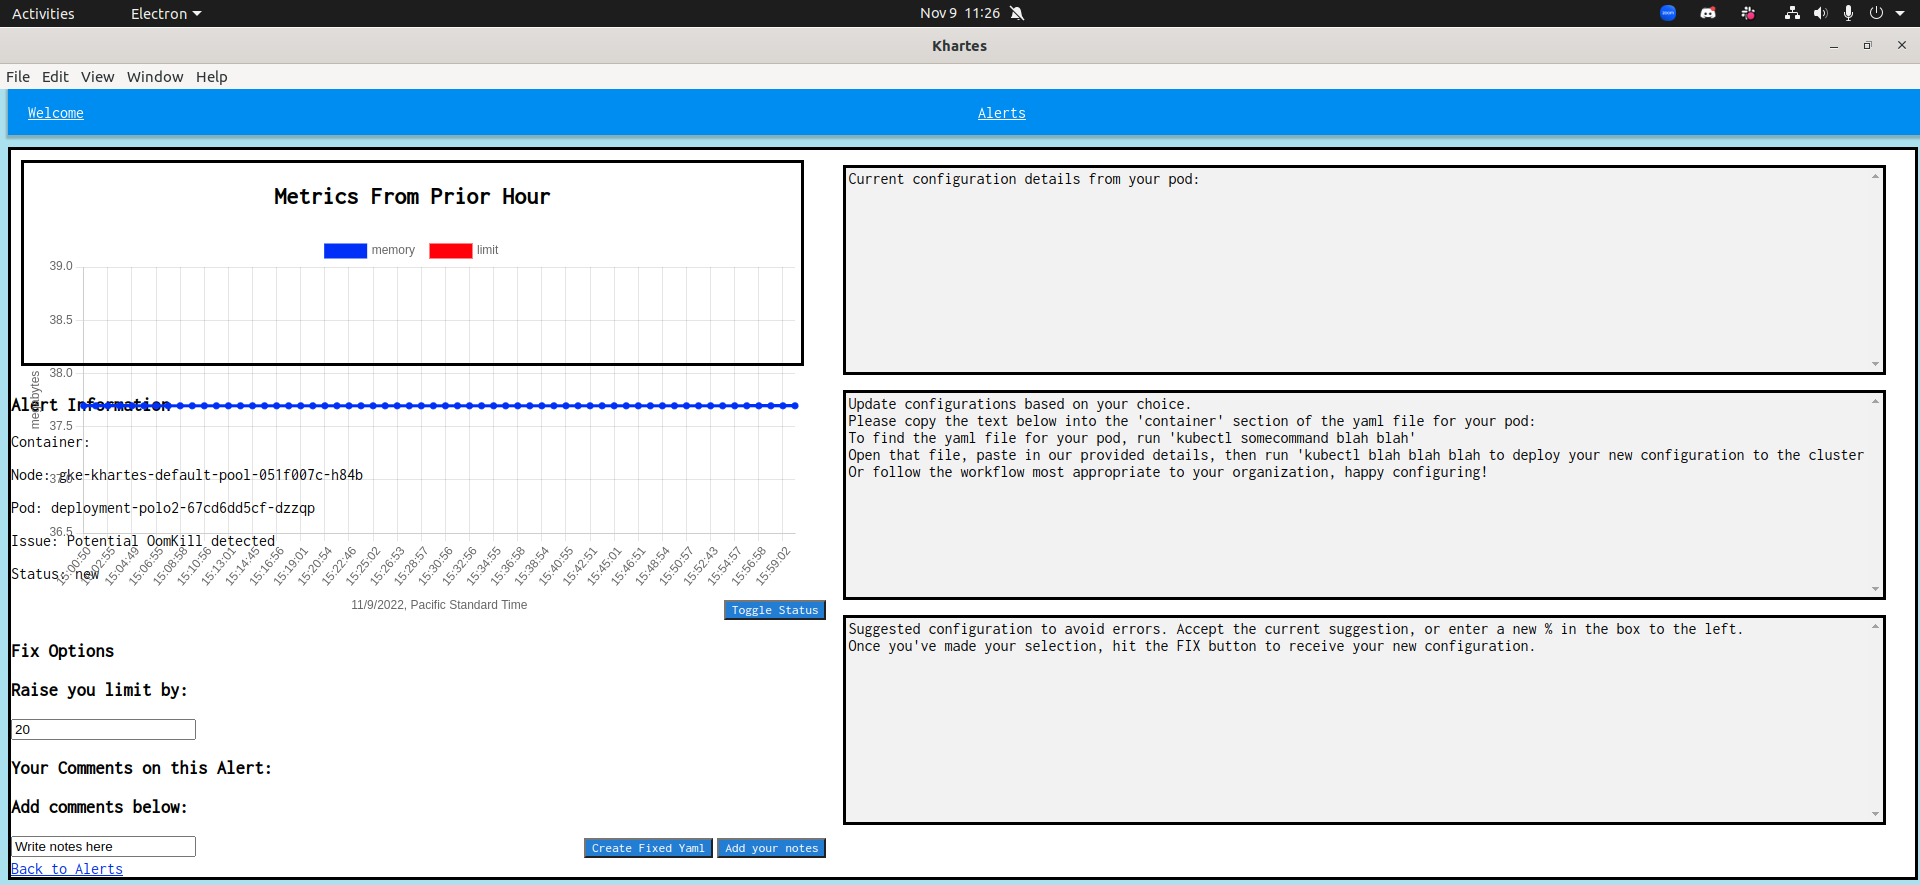 Activities
Electron
Nov 9 11:26
zoom
Khartes
File Edit View Window Help
Welcome
Alerts
Metrics From Prior Hour
memory
limit
39.0
38.5
38.0
37.5
37.0
36.5
megabytes
15:00:50
15:02:55
15:04:49
15:06:55
15:08:58
15:10:56
15:13:01
15:14:45
15:16:56
15:19:01
15:20:54
15:22:46
15:25:02
15:26:53
15:28:57
15:30:56
15:32:56
15:34:55
15:36:58
15:38:54
15:40:55
15:42:51
15:45:01
15:46:51
15:48:54
15:50:57
15:52:43
15:54:57
15:56:58
15:59:02
11/9/2022, Pacific Standard Time
Alert Information
Container:
Node: gke-khartes-default-pool-051f007c-h84b
Pod: deployment-polo2-67cd6dd5cf-dzzqp
Issue: Potential OomKill detected
Status: new
Toggle Status
Fix Options
Raise you limit by:
20
Your Comments on this Alert:
Add comments below:
Write notes here
Create Fixed Yaml
Add your notes
Back to Alerts
Current configuration details from your pod:
Update configurations based on your choice.
Please copy the text below into the 'container' section of the yaml file for your pod:
To find the yaml file for your pod, run 'kubectl somecommand blah blah'
Open that file, paste in our provided details, then run 'kubectl blah blah blah to deploy your new configuration to the cluster
Or follow the workflow most appropriate to your organization, happy configuring!
Suggested configuration to avoid errors. Accept the current suggestion, or enter a new % in the box to the left.
Once you've made your selection, hit the FIX button to receive your new configuration.